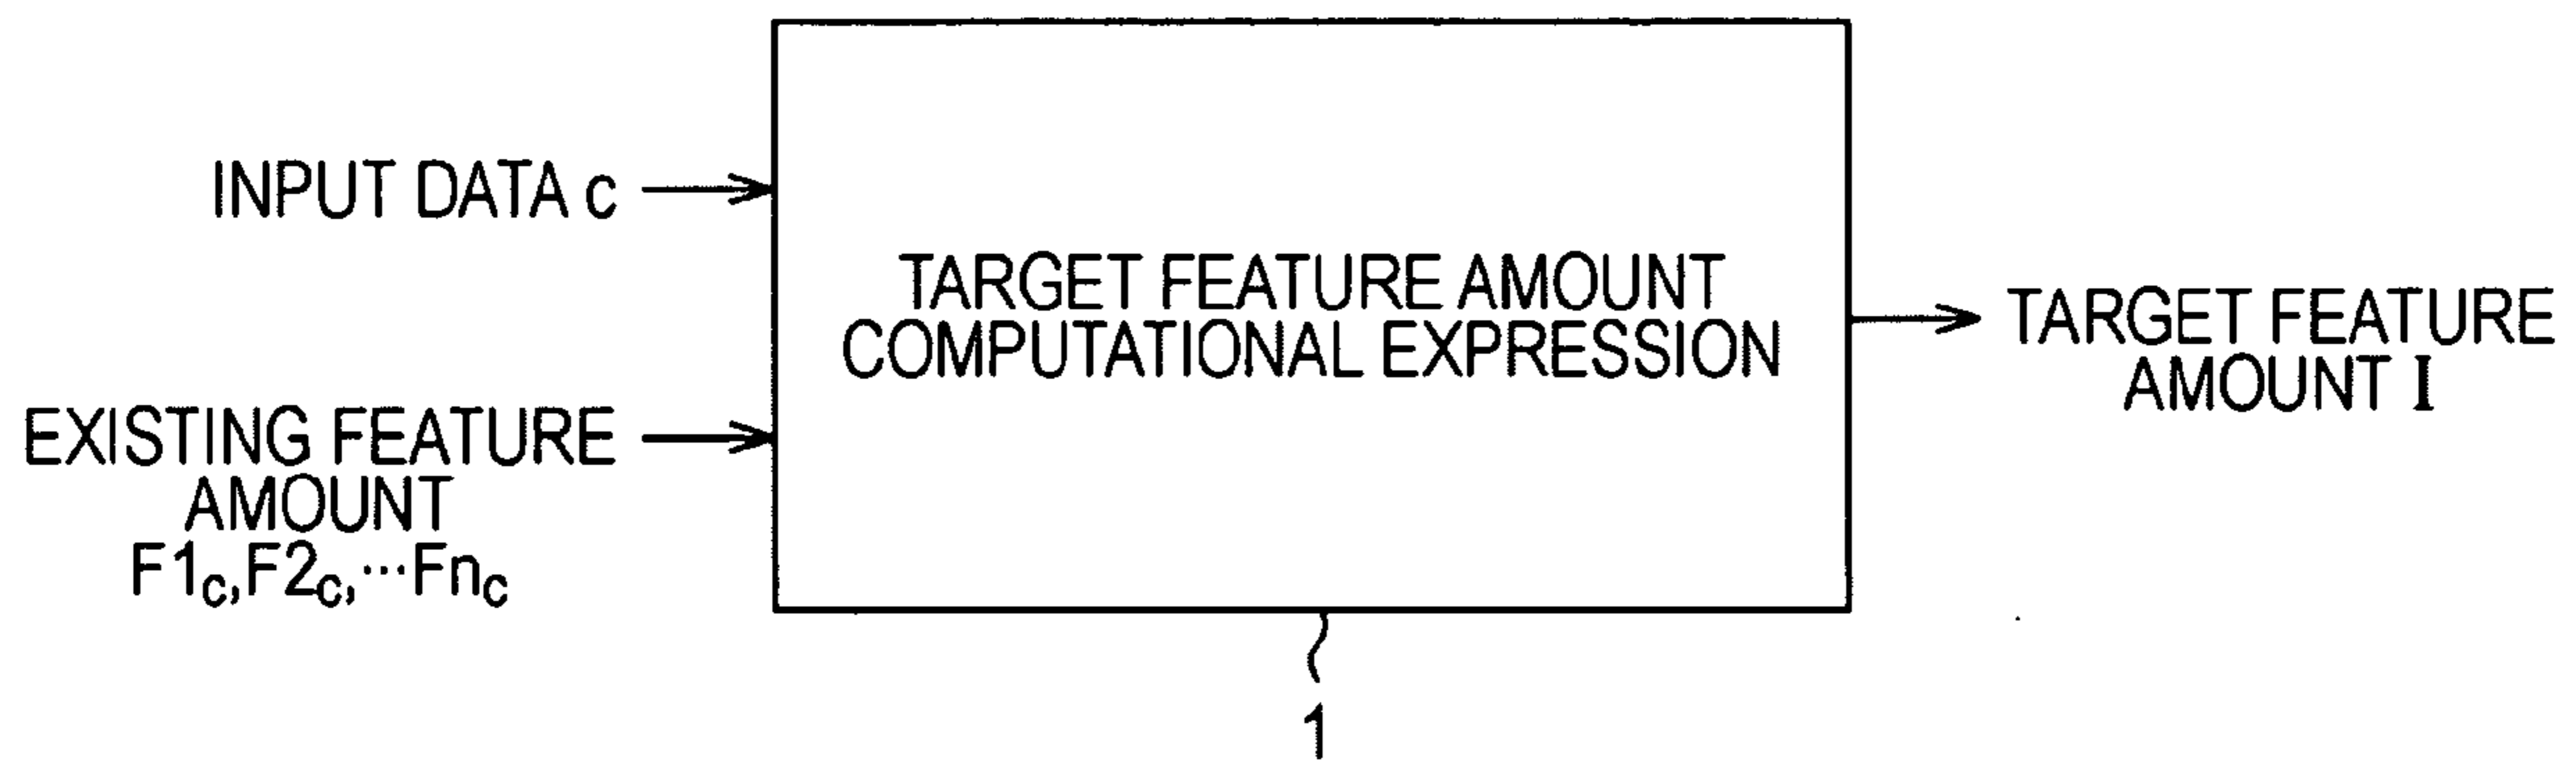 INPUT DATA c
EXISTING FEATURE
AMOUNT
F1c,F2c,···Fnc
TARGET FEATURE AMOUNT
COMPUTATIONAL EXPRESSION
TARGET FEATURE
AMOUNT I
1